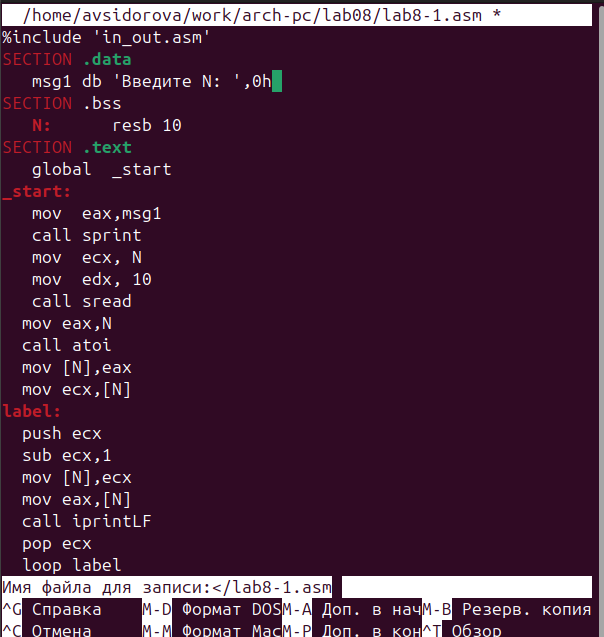 /home/avsidorova/work/arch-pc/lab08/lab8-1.asm *
%include 'in_out.asm'
SECTION .data
msg1 db 'Введите N: ',0h
SECTION .bss
N: resb 10
SECTION .text
global _start
_start:
mov eax,msg1
call sprint
mov ecx, N
mov edx, 10
call sread
mov eax,N
call atoi
mov [N],eax
mov ecx,[N]
label:
push ecx
sub ecx,1
mov [N],ecx
mov eax,[N]
call iprintLF
pop ecx
loop label
Имя файла для записи:</lab8-1.asm
^G Справка M-D Формат DOS M-A Доп. в нач M-B Резерв. копия
^C Отмена M-M Формат Mac M-P Доп. в кон ^T Обзор